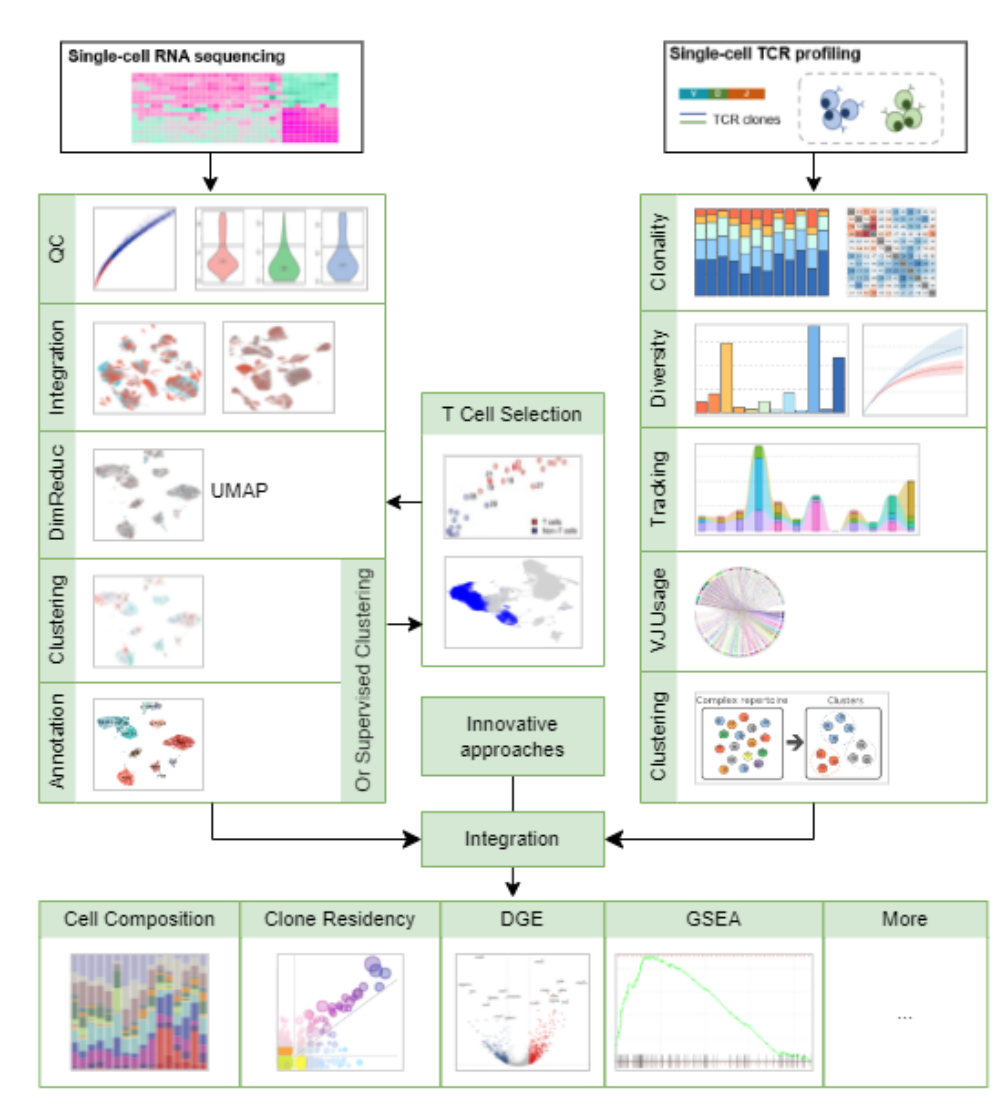 Single-cell RNA sequencing
QC
Integration
DimReduc
UMAP
Clustering
Annotation
Or Supervised Clustering
T Cell Selection
T cells
Non-T cells
Innovative
approaches
Single-cell TCR profiling
V D J
TCR clones
Clonality
Diversity
Tracking
VJ Usage
Clustering
Complex repertoire
Clusters
Integration
Cell Composition
Clone Residency
DGE
GSEA
More
...